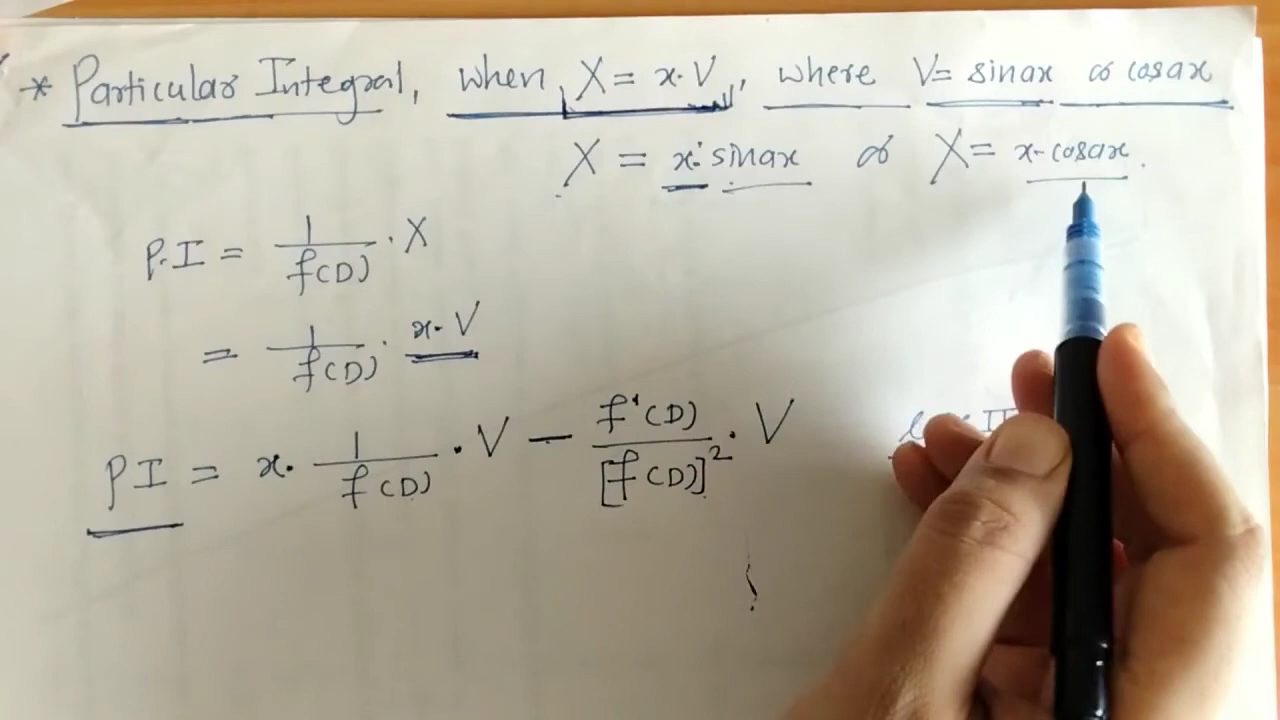 * Particular Integral, when X = x·V, where V= sinax or cosax
X = x· sinax or X= x·cosax.
P.I = 1/f(D) · X
= 1/f(D) · x·V
PI = x· 1/f(D) · V — f'(D)/[f(D)]² · V